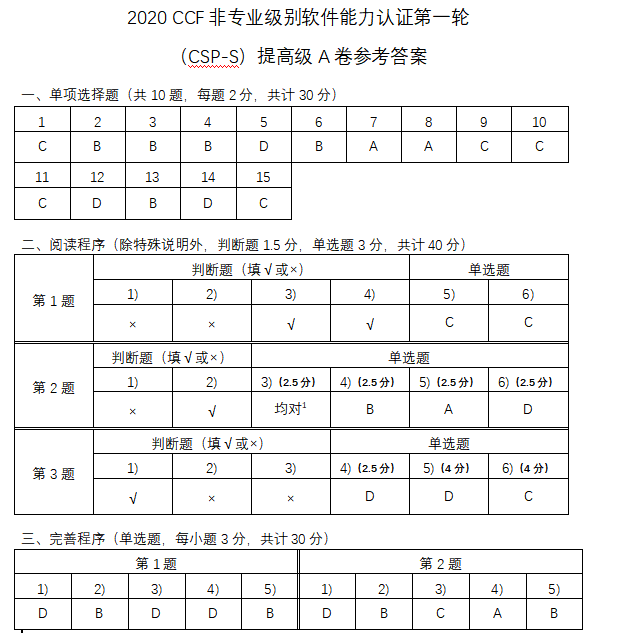 2020 CCF 非专业级别软件能力认证第一轮
（CSP-S）提高级 A 卷参考答案
一、单项选择题（共 10 题，每题 2 分，共计 30 分）
1 2 3 4 5 6 7 8 9 10
C B B B D B A A C C
11 12 13 14 15
C D B D C
二、阅读程序（除特殊说明外，判断题 1.5 分，单选题 3 分，共计 40 分）
第 1 题
判断题（填 √ 或×） 单选题
1) 2) 3) 4) 5) 6)
× × √ √ C C
第 2 题
判断题（填 √ 或×） 单选题
1) 2) 3) (2.5 分) 4) (2.5 分) 5) (2.5 分) 6) (2.5 分)
× √ 均对¹ B A D
第 3 题
判断题（填 √ 或×） 单选题
1) 2) 3) 4) (2.5 分) 5) (4 分) 6) (4 分)
√ × × D D C
三、完善程序（单选题，每小题 3 分，共计 30 分）
第 1 题 第 2 题
1) 2) 3) 4) 5) 1) 2) 3) 4) 5)
D B D D B D B C A B